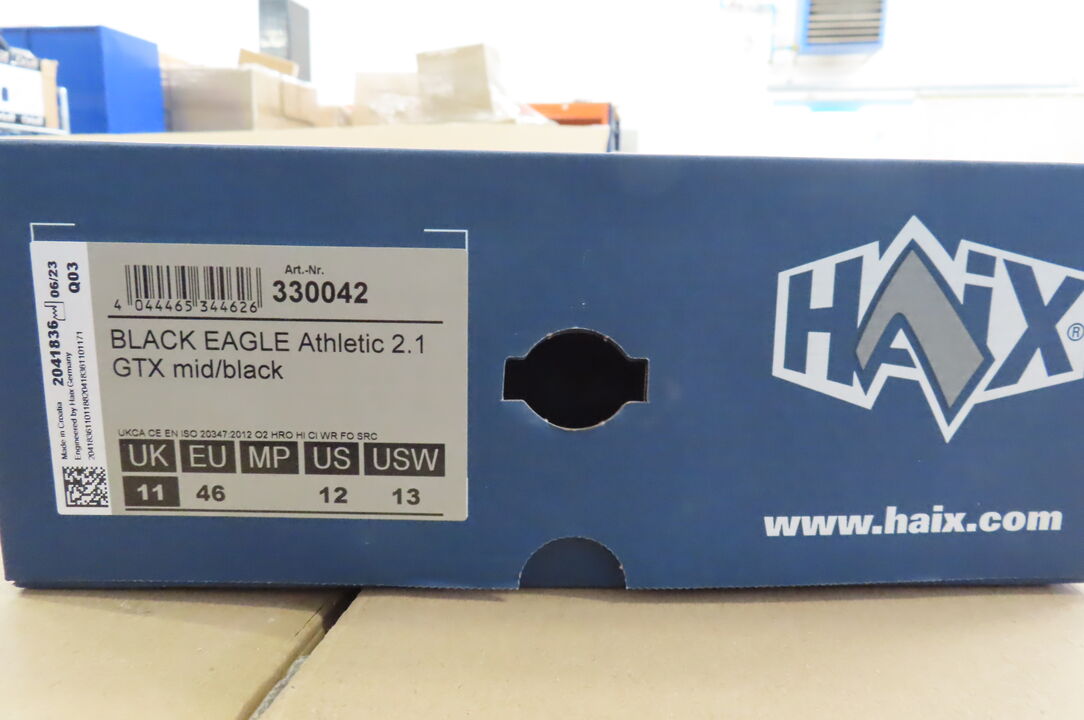 2041836 06/23
Q03
Made in Croatia
Engineered by Haix Germany
Art.-Nr.
330042
4 044465 344626
BLACK EAGLE Athletic 2.1
GTX mid/black
UKCA CE EN ISO 20347:2012 O2 HRO HI CI WR FO SRC
UK EU MP US USW
11 46 12 13
HAIX®
www.haix.com